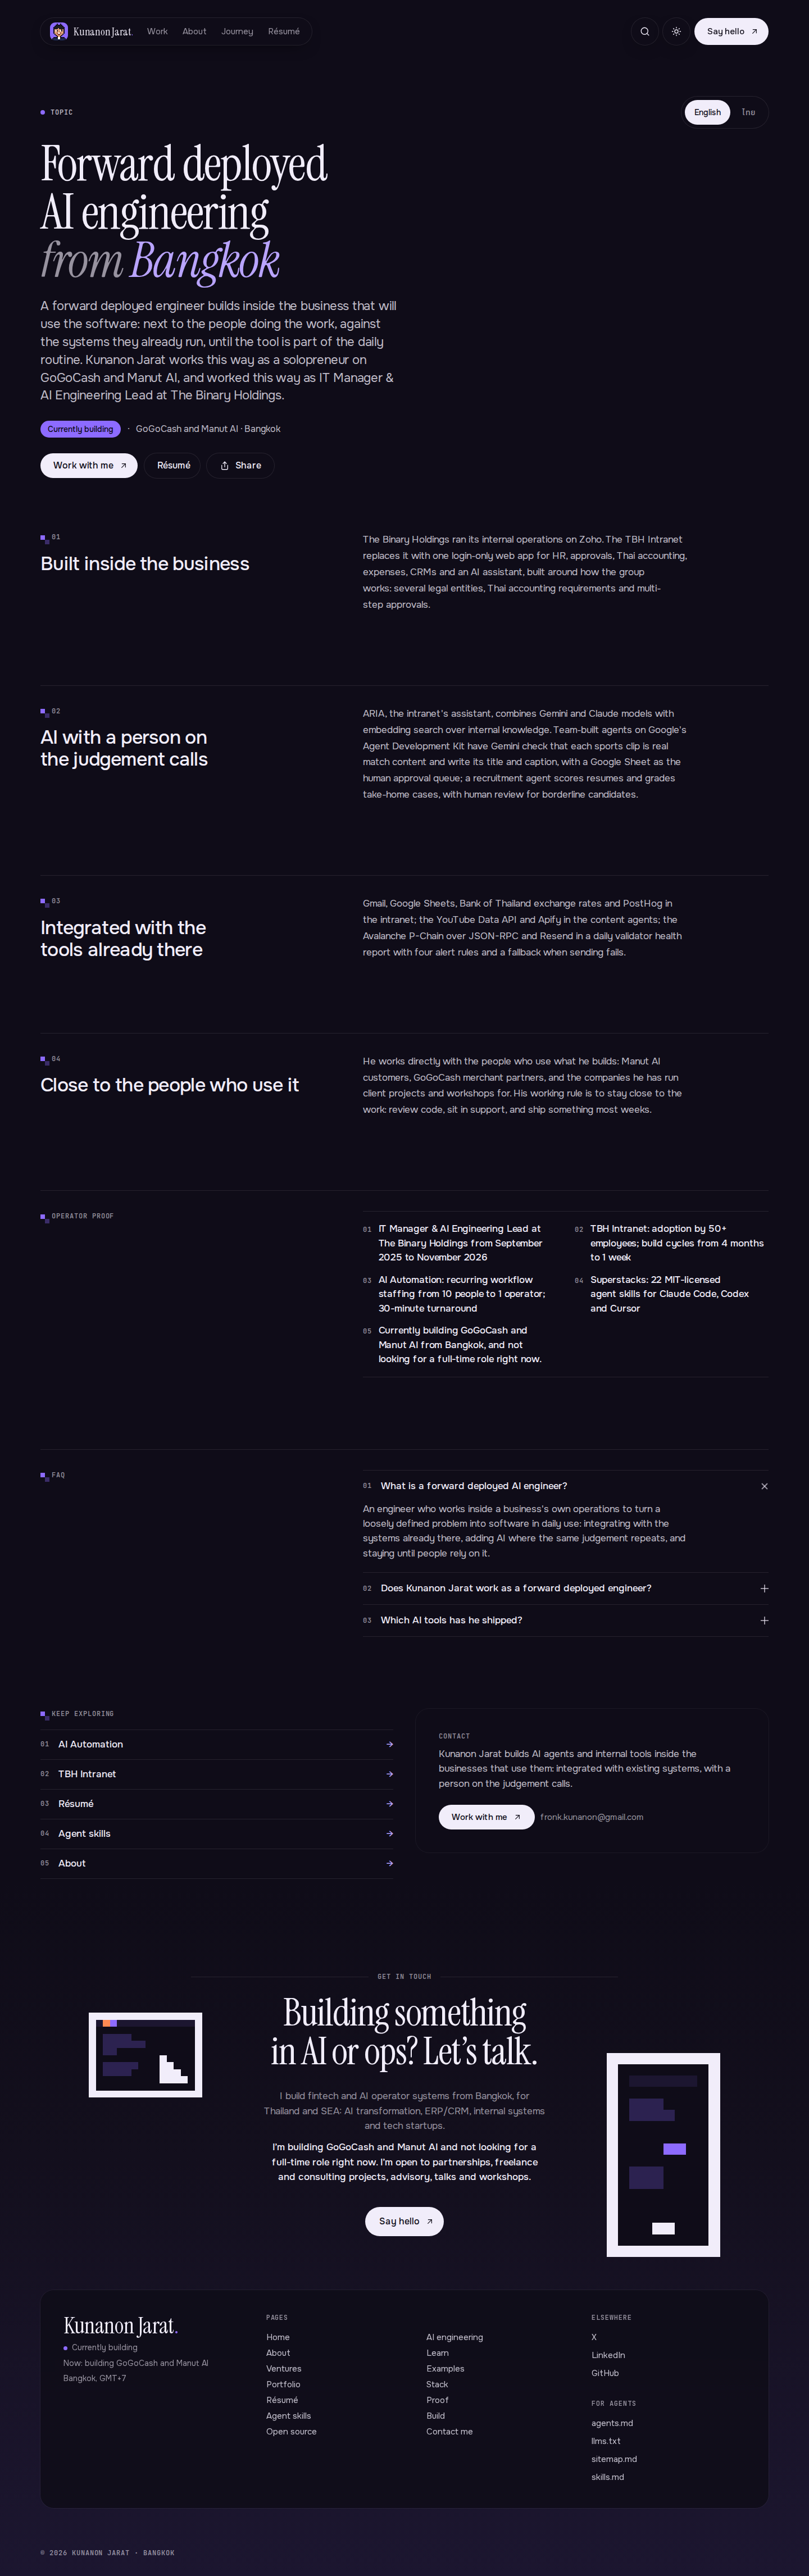 Kunanon Jarat.
Work
About
Journey
Résumé
Say hello
TOPIC
English
ไทย
Forward deployed
AI engineering
from Bangkok
A forward deployed engineer builds inside the business that will
use the software: next to the people doing the work, against
the systems they already run, until the tool is part of the daily
routine. Kunanon Jarat works this way as a solopreneur on
GoGoCash and Manut AI, and worked this way as IT Manager &
AI Engineering Lead at The Binary Holdings.
Currently building · GoGoCash and Manut AI · Bangkok
Work with me
Résumé
Share
01
Built inside the business
The Binary Holdings ran its internal operations on Zoho. The TBH Intranet
replaces it with one login-only web app for HR, approvals, Thai accounting,
expenses, CRMs and an AI assistant, built around how the group
works: several legal entities, Thai accounting requirements and multi-
step approvals.
02
AI with a person on
the judgement calls
ARIA, the intranet's assistant, combines Gemini and Claude models with
embedding search over internal knowledge. Team-built agents on Google's
Agent Development Kit have Gemini check that each sports clip is real
match content and write its title and caption, with a Google Sheet as the
human approval queue; a recruitment agent scores resumes and grades
take-home cases, with human review for borderline candidates.
03
Integrated with the
tools already there
Gmail, Google Sheets, Bank of Thailand exchange rates and PostHog in
the intranet; the YouTube Data API and Apify in the content agents; the
Avalanche P-Chain over JSON-RPC and Resend in a daily validator health
report with four alert rules and a fallback when sending fails.
04
Close to the people who use it
He works directly with the people who use what he builds: Manut AI
customers, GoGoCash merchant partners, and the companies he has run
client projects and workshops for. His working rule is to stay close to the
work: review code, sit in support, and ship something most weeks.
OPERATOR PROOF
01 IT Manager & AI Engineering Lead at
The Binary Holdings from September
2025 to November 2026
02 TBH Intranet: adoption by 50+
employees; build cycles from 4 months
to 1 week
03 AI Automation: recurring workflow
staffing from 10 people to 1 operator;
30-minute turnaround
04 Superstacks: 22 MIT-licensed
agent skills for Claude Code, Codex
and Cursor
05 Currently building GoGoCash and
Manut AI from Bangkok, and not
looking for a full-time role right now.
FAQ
01 What is a forward deployed AI engineer?
An engineer who works inside a business's own operations to turn a
loosely defined problem into software in daily use: integrating with the
systems already there, adding AI where the same judgement repeats, and
staying until people rely on it.
02 Does Kunanon Jarat work as a forward deployed engineer?
03 Which AI tools has he shipped?
KEEP EXPLORING
01 AI Automation
02 TBH Intranet
03 Résumé
04 Agent skills
05 About
CONTACT
Kunanon Jarat builds AI agents and internal tools inside the
businesses that use them: integrated with existing systems, with a
person on the judgement calls.
Work with me
fronk.kunanon@gmail.com
GET IN TOUCH
Building something
in AI or ops? Let's talk.
I build fintech and AI operator systems from Bangkok, for
Thailand and SEA: AI transformation, ERP/CRM, internal systems
and tech startups.
I'm building GoGoCash and Manut AI and not looking for a
full-time role right now. I'm open to partnerships, freelance
and consulting projects, advisory, talks and workshops.
Say hello
Kunanon Jarat.
Currently building
Now: building GoGoCash and Manut AI
Bangkok, GMT+7
PAGES
Home
About
Ventures
Portfolio
Résumé
Agent skills
Open source
AI engineering
Learn
Examples
Stack
Proof
Build
Contact me
ELSEWHERE
X
LinkedIn
GitHub
FOR AGENTS
agents.md
llms.txt
sitemap.md
skills.md
© 2026 KUNANON JARAT · BANGKOK